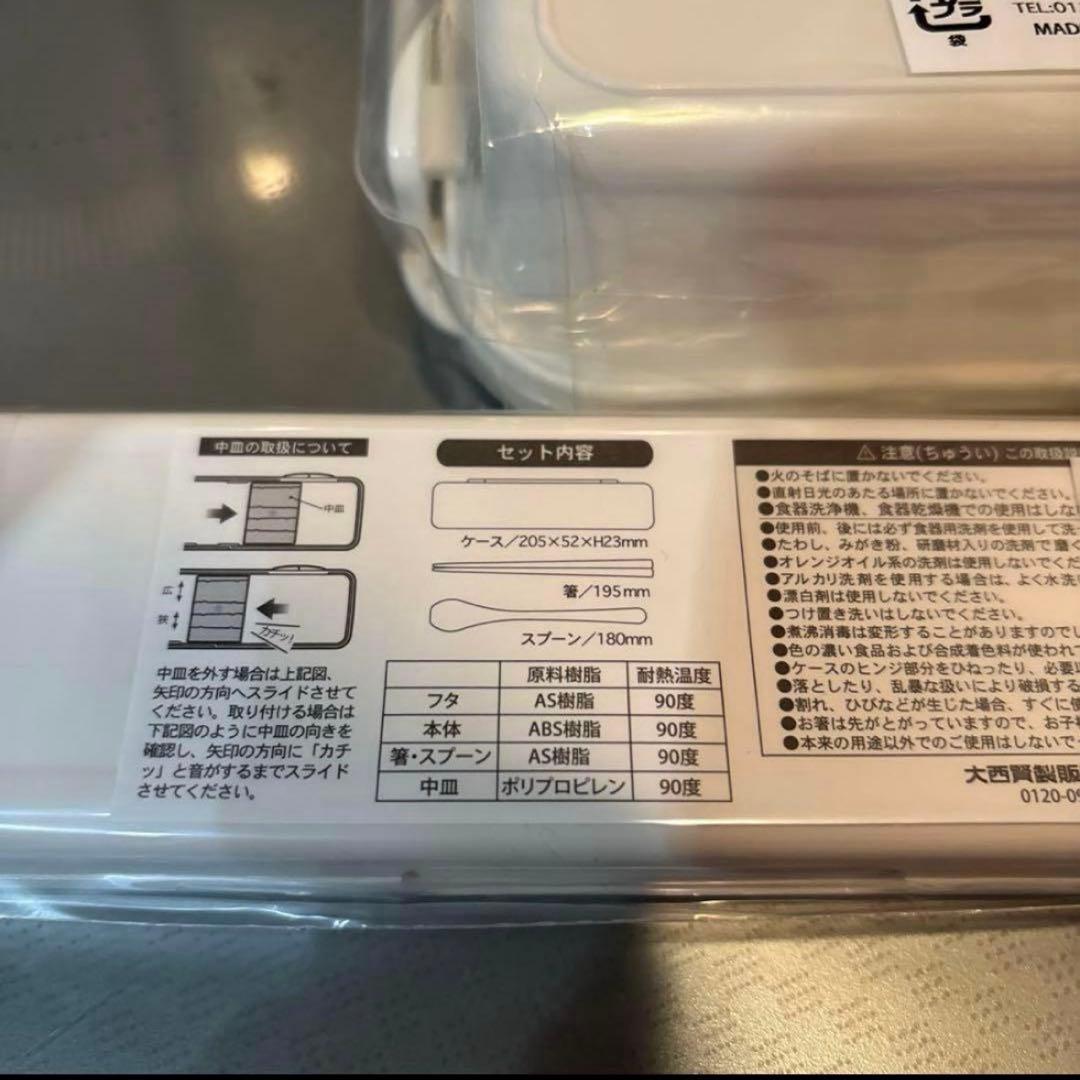 プラ
袋
TEL:01
MAD
中皿の取扱について
中皿
広
狭
カチッ!
中皿を外す場合は上記図、
矢印の方向へスライドさせて
ください。取り付ける場合は
下記図のように中皿の向きを
確認し、矢印の方向に「カチ
ッ」と音がするまでスライド
させてください。
セット内容
ケース／205×52×H23mm
箸／195mm
スプーン／180mm
原料樹脂 耐熱温度
フタ AS樹脂 90度
本体 ABS樹脂 90度
箸・スプーン AS樹脂 90度
中皿 ポリプロピレン 90度
⚠ 注意(ちゅうい) この取扱説
●火のそばに置かないでください。
●直射日光のあたる場所に置かないでください。
●食器洗浄機、食器乾燥機での使用はしな
●使用前、後には必ず食器用洗剤を使用して洗
●たわし、みがき粉、研磨材入りの洗剤で磨く
●オレンジオイル系の洗剤は使用しないでくだ
●アルカリ洗剤を使用する場合は、よく水洗
●漂白剤は使用しないでください。
●つけ置き洗いはしないでください。
●煮沸消毒は変形することがありますのでし
●色の濃い食品および合成着色料が使われ
●ケースのヒンジ部分をひねったり、必要以
●落としたり、乱暴な扱いにより破損する
●割れ、ひびなどが生じた場合、すぐに使
●お箸は先がとがっていますので、お子様
●本来の用途以外でのご使用はしないで
大西賢製販
0120-09